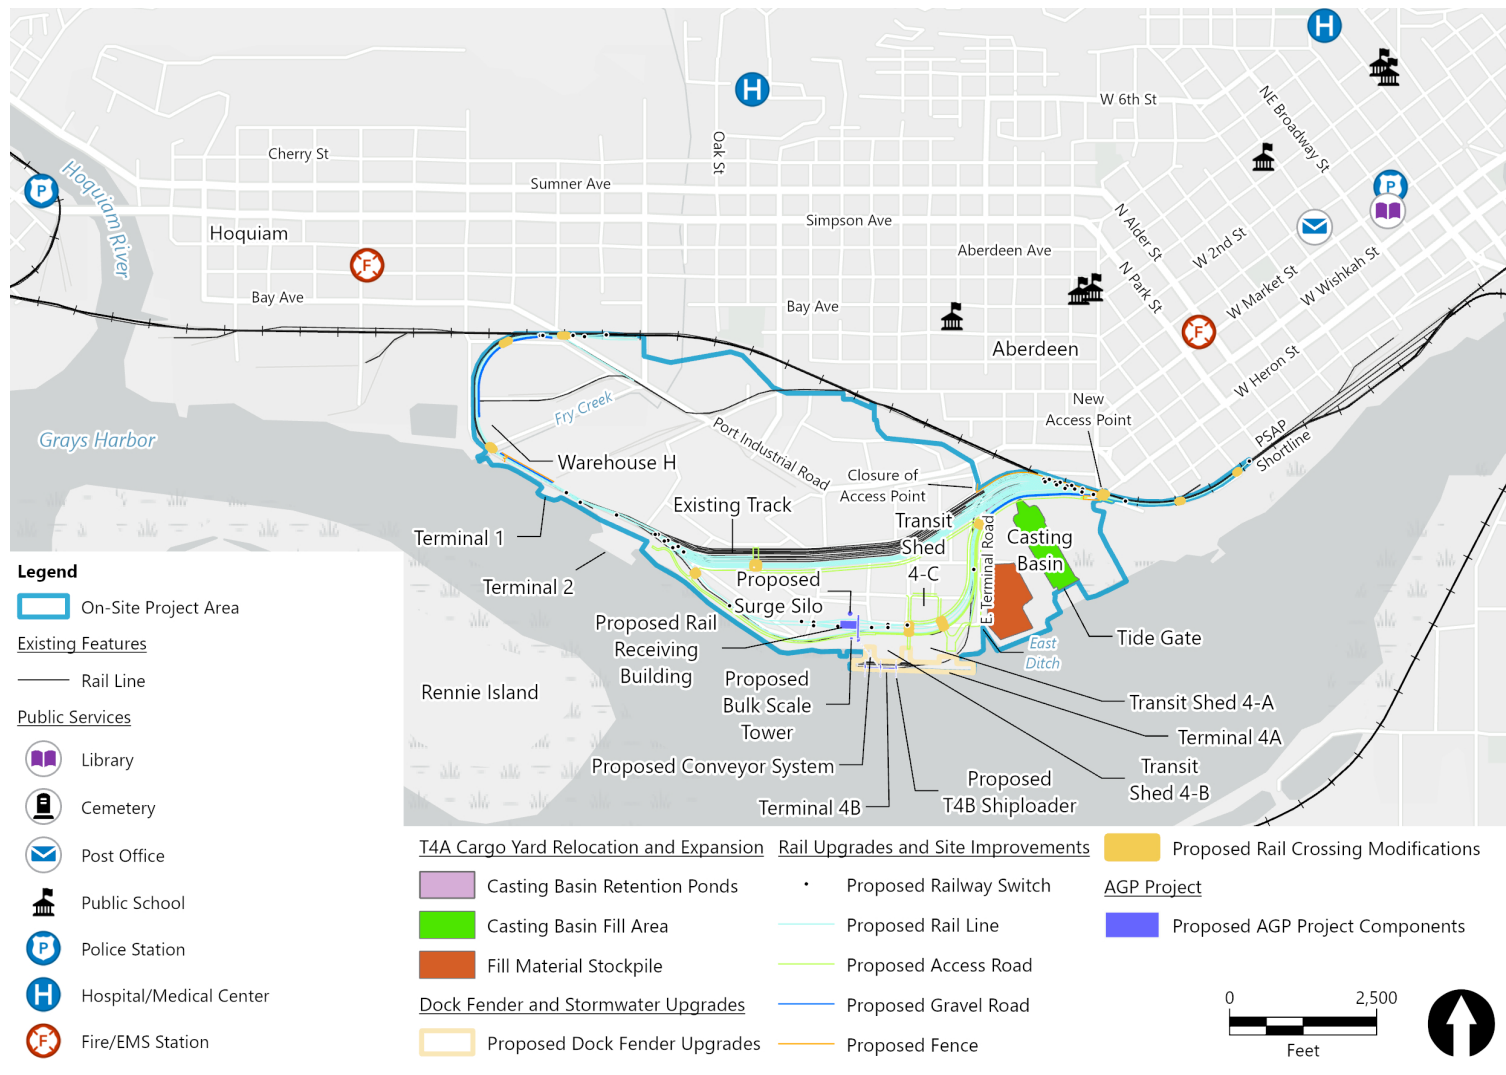 W 6th St
NE Broadway St
Oak St
Cherry St
Sumner Ave
Hoquiam River
Simpson Ave
N Alder St
W 2nd St
Hoquiam
Aberdeen Ave
N Park St
W Market St
W Wishkah St
Bay Ave
Bay Ave
Aberdeen
W Heron St
New
Access Point
Fry Creek
Grays Harbor
Port Industrial Road
PSAP
Shortline
Warehouse H
Closure of
Access Point
Existing Track
Terminal 1
Transit
Shed
4-C
E. Terminal Road
Casting
Basin
Terminal 2
Proposed
Surge Silo
Proposed Rail
Receiving
Building
East
Ditch
Tide Gate
Rennie Island
Proposed
Bulk Scale
Tower
Transit Shed 4-A
Terminal 4A
Proposed Conveyor System
Transit
Shed 4-B
Terminal 4B
Proposed
T4B Shiploader
Legend
On-Site Project Area
Existing Features
Rail Line
Public Services
Library
Cemetery
Post Office
Public School
P
Police Station
H
Hospital/Medical Center
F
Fire/EMS Station
T4A Cargo Yard Relocation and Expansion
Casting Basin Retention Ponds
Casting Basin Fill Area
Fill Material Stockpile
Dock Fender and Stormwater Upgrades
Proposed Dock Fender Upgrades
Rail Upgrades and Site Improvements
Proposed Railway Switch
Proposed Rail Line
Proposed Access Road
Proposed Gravel Road
Proposed Fence
Proposed Rail Crossing Modifications
AGP Project
Proposed AGP Project Components
0 2,500
Feet
H
H
P
P
F
F